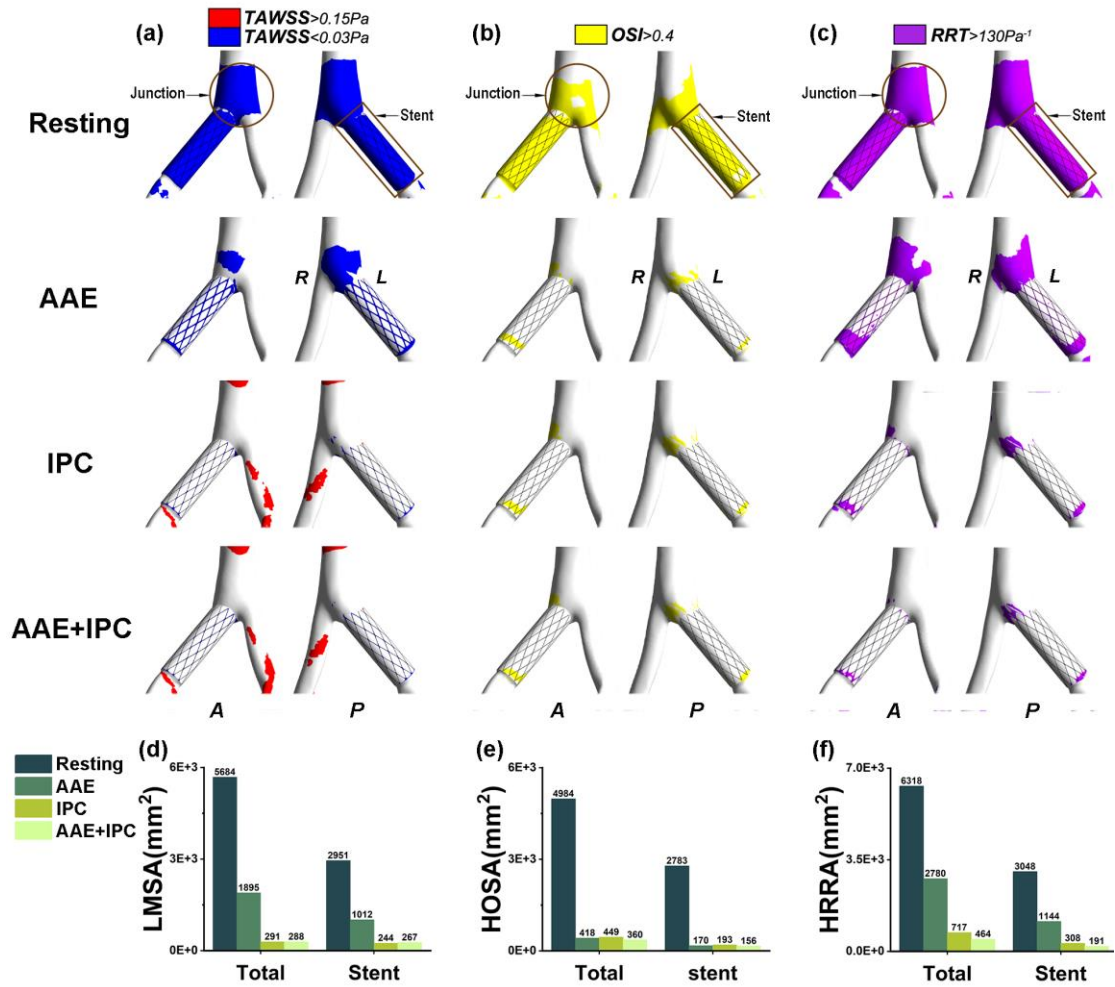 (a)
TAWSS>0.15Pa
TAWSS<0.03Pa
(b)
OSI>0.4
(c)
RRT>130Pa⁻¹
Resting
Junction
Stent
Junction
Stent
Junction
Stent
AAE
R
L
R
L
R
L
IPC
AAE+IPC
A
P
A
P
A
P
Resting
AAE
IPC
AAE+IPC
(d)
LMSA(mm²)
6E+3
3E+3
0E+0
5684
1895
291
288
2951
1012
244
267
Total
Stent
(e)
HOSA(mm²)
6E+3
3E+3
0E+0
4984
418
449
360
2783
170
193
156
Total
stent
(f)
HRRA(mm²)
7.0E+3
3.5E+3
0.0E+0
6318
2780
717
464
3048
1144
308
191
Total
Stent